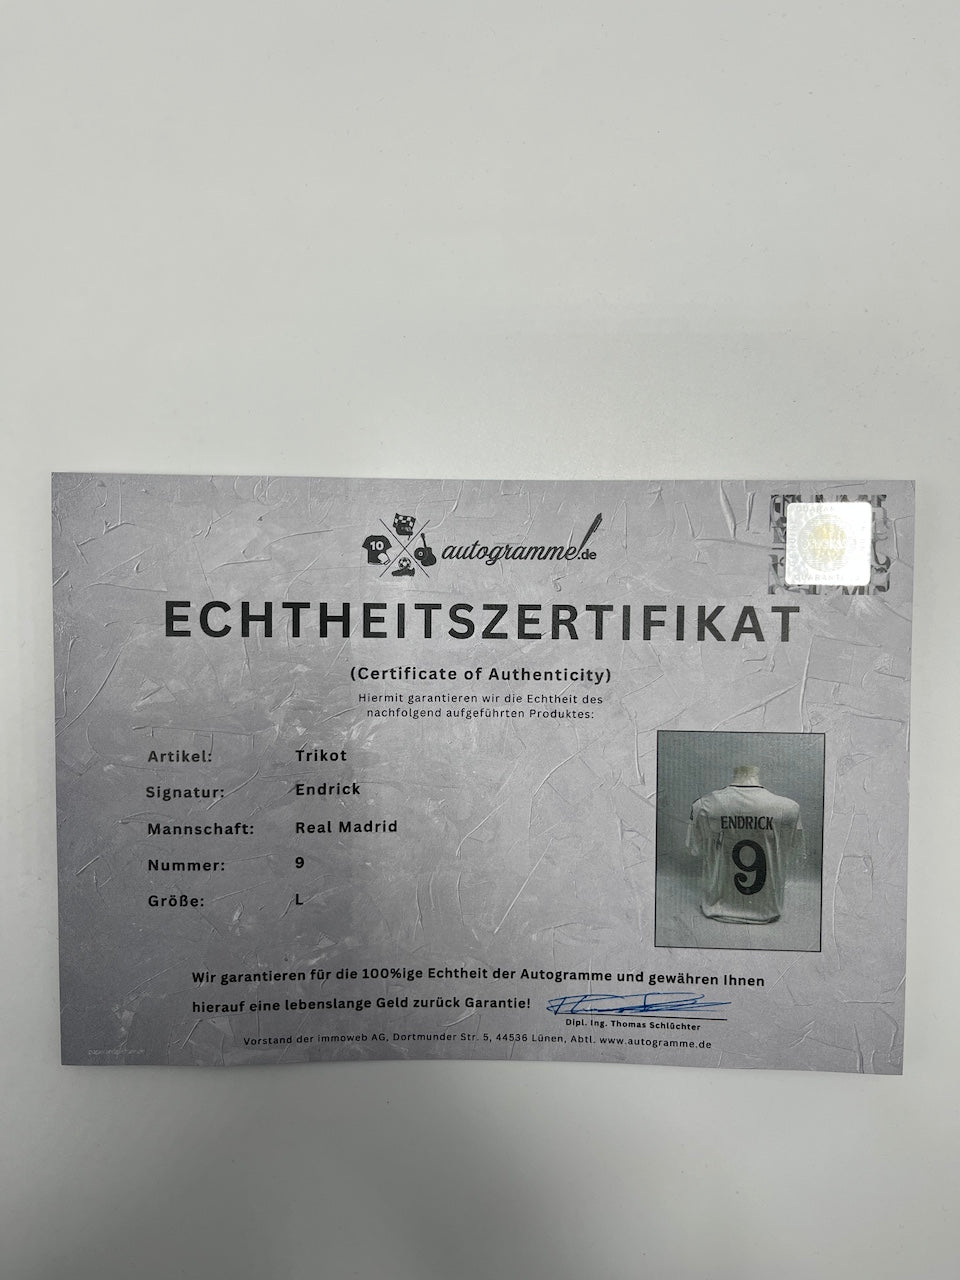 10
autogramme.de
GUARAN
GUARANTE
ECHTHEITSZERTIFIKAT
(Certificate of Authenticity)
Hiermit garantieren wir die Echtheit des
nachfolgend aufgeführten Produktes:
Artikel: Trikot
Signatur: Endrick
Mannschaft: Real Madrid
Nummer: 9
Größe: L
ENDRICK
9
Wir garantieren für die 100%ige Echtheit der Autogramme und gewähren Ihnen
hierauf eine lebenslange Geld zurück Garantie!
Dipl. Ing. Thomas Schlüchter
Vorstand der immoweb AG, Dortmunder Str. 5, 44536 Lünen, Abtl. www.autogramme.de